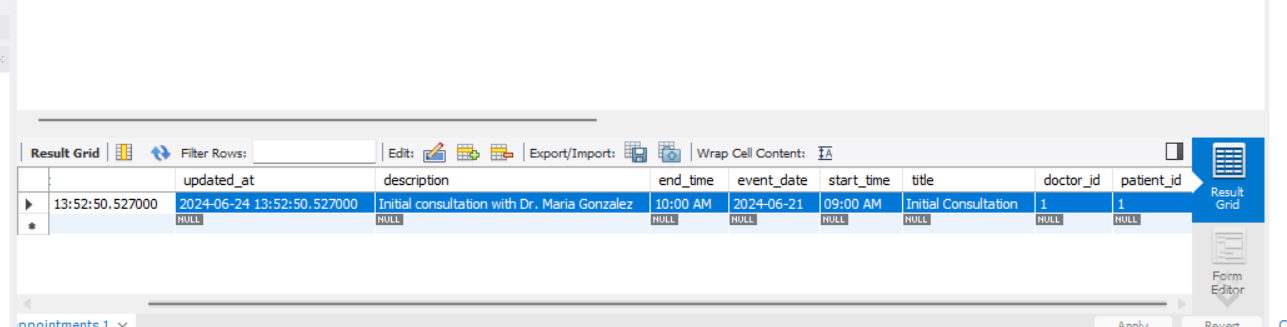 Result Grid Filter Rows: Edit: Export/Import: Wrap Cell Content:
updated_at description end_time event_date start_time title doctor_id patient_id
13:52:50.527000 2024-06-24 13:52:50.527000 Initial consultation with Dr. Maria Gonzalez 10:00 AM 2024-06-21 09:00 AM Initial Consultation 1 1
NULL NULL NULL NULL NULL NULL NULL NULL
Result
Grid
Form
Editor
ppointments 1 Apply Revert